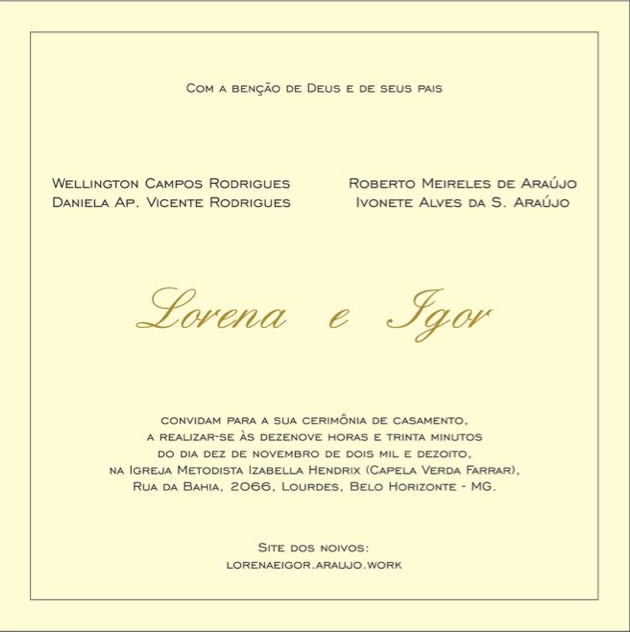 Com a benção de Deus e de seus pais
Wellington Campos Rodrigues
Daniela Ap. Vicente Rodrigues
Roberto Meireles de Araújo
Ivonete Alves da S. Araújo
Lorena e Igor
convidam para a sua cerimônia de casamento,
a realizar-se às dezenove horas e trinta minutos
do dia dez de novembro de dois mil e dezoito,
na Igreja Metodista Izabella Hendrix (Capela Verda Farrar),
Rua da Bahia, 2066, Lourdes, Belo Horizonte - MG.
Site dos noivos:
lorenaeigor.araujo.work